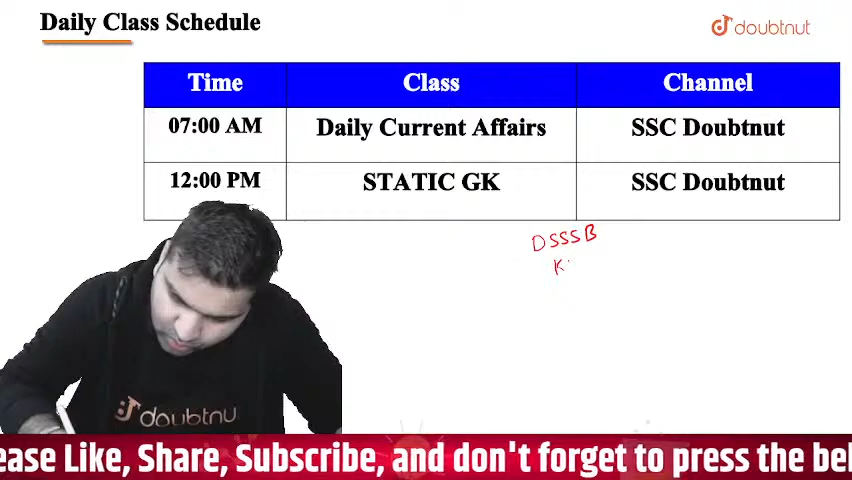 Daily Class Schedule
doubtnut
Time Class Channel
07:00 AM Daily Current Affairs SSC Doubtnut
12:00 PM STATIC GK SSC Doubtnut
DSSSB
K
doubtnut
ease Like, Share, Subscribe, and don't forget to press the bel